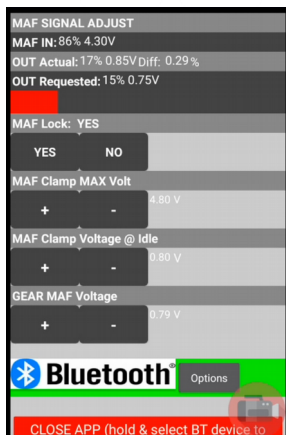 MAF SIGNAL ADJUST
MAF IN: 86% 4.30V
OUT Actual: 17% 0.85V Diff: 0.29 %
OUT Requested: 15% 0.75V
MAF Lock: YES
YES NO
MAF Clamp MAX Volt
+ - 4.80 V
MAF Clamp Voltage @ Idle
+ - 0.80 V
GEAR MAF Voltage
+ - 0.79 V
Bluetooth® Options
CLOSE APP (hold & select BT device to